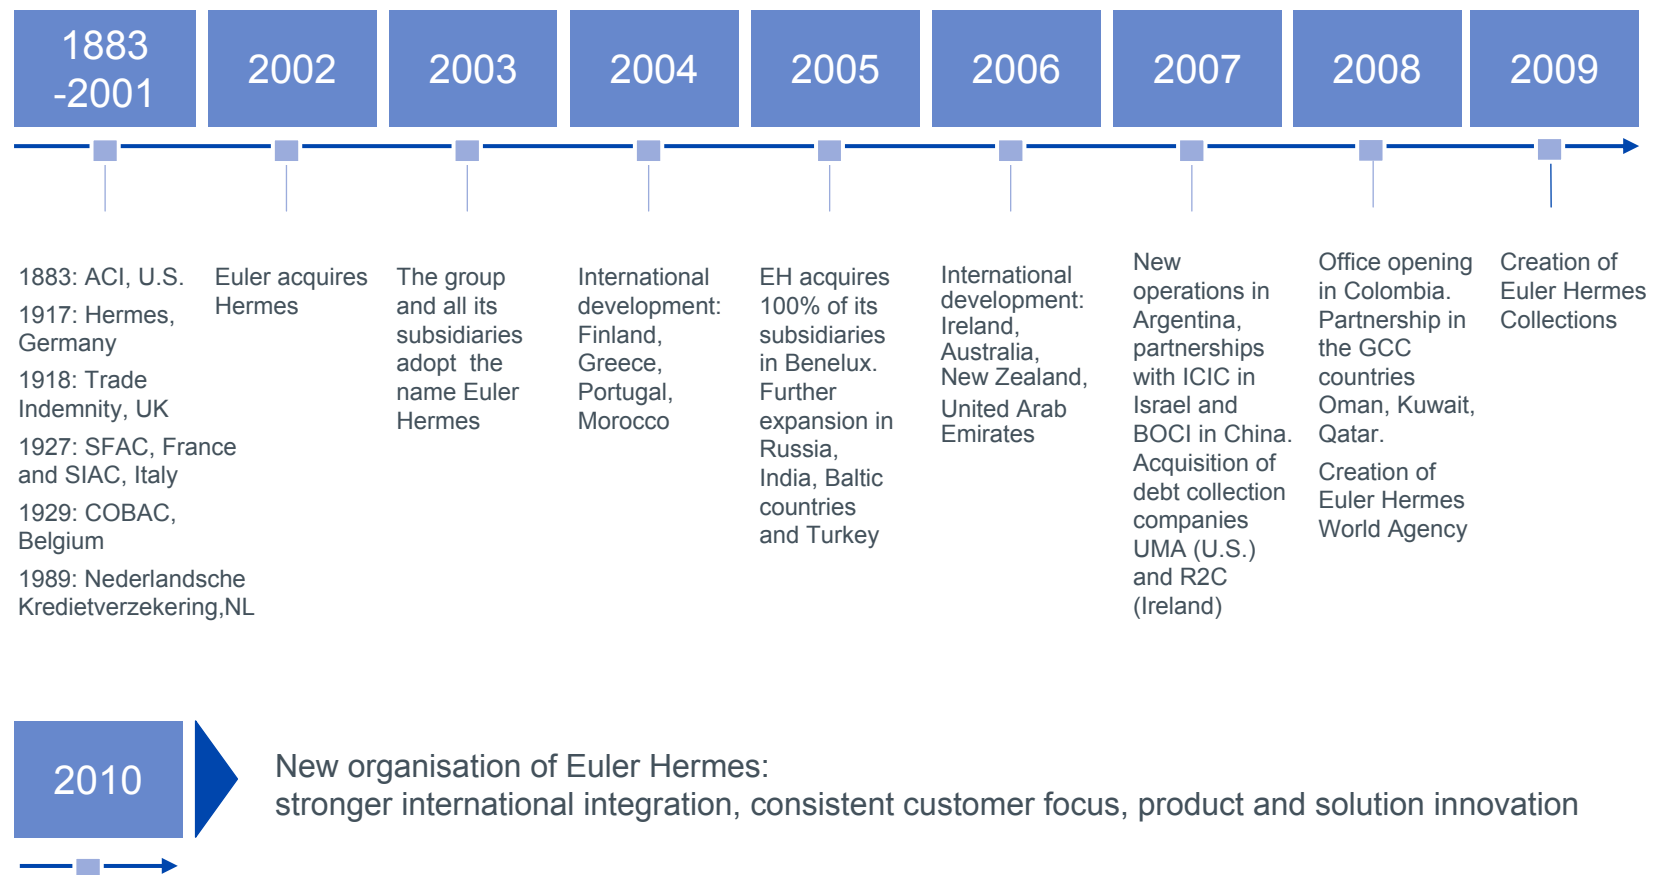 1883
-2001
2002
2003
2004
2005
2006
2007
2008
2009
1883: ACI, U.S.
1917: Hermes,
Germany
1918: Trade
Indemnity, UK
1927: SFAC, France
and SIAC, Italy
1929: COBAC,
Belgium
1989: Nederlandsche
Kredietverzekering,NL
Euler acquires
Hermes
The group
and all its
subsidiaries
adopt the
name Euler
Hermes
International
development:
Finland,
Greece,
Portugal,
Morocco
EH acquires
100% of its
subsidiaries
in Benelux.
Further
expansion in
Russia,
India, Baltic
countries
and Turkey
International
development:
Ireland,
Australia,
New Zealand,
United Arab
Emirates
New
operations in
Argentina,
partnerships
with ICIC in
Israel and
BOCI in China.
Acquisition of
debt collection
companies
UMA (U.S.)
and R2C
(Ireland)
Office opening
in Colombia.
Partnership in
the GCC
countries
Oman, Kuwait,
Qatar.
Creation of
Euler Hermes
World Agency
Creation of
Euler Hermes
Collections
2010
New organisation of Euler Hermes:
stronger international integration, consistent customer focus, product and solution innovation